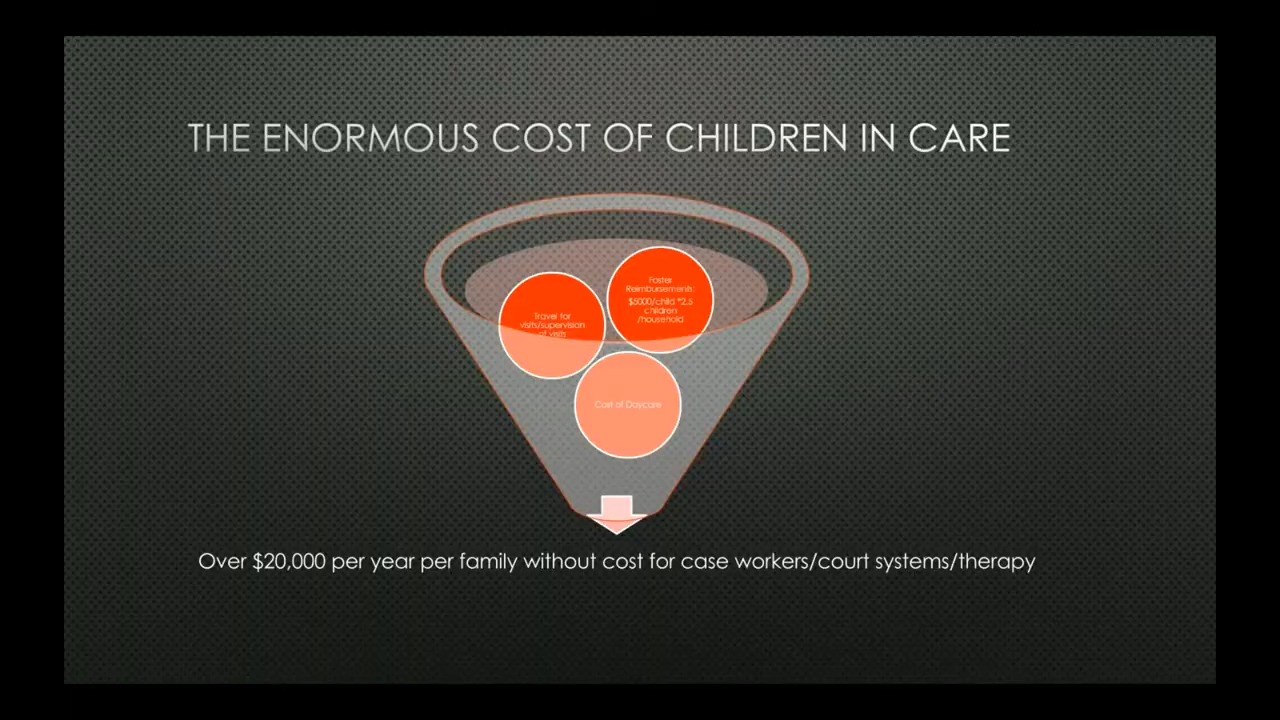 THE ENORMOUS COST OF CHILDREN IN CARE
Foster
Reimbursements:
$5000/child *2.5
children
/household
Travel for
visits/supervision
of visits
Cost of Daycare
Over $20,000 per year per family without cost for case workers/court systems/therapy